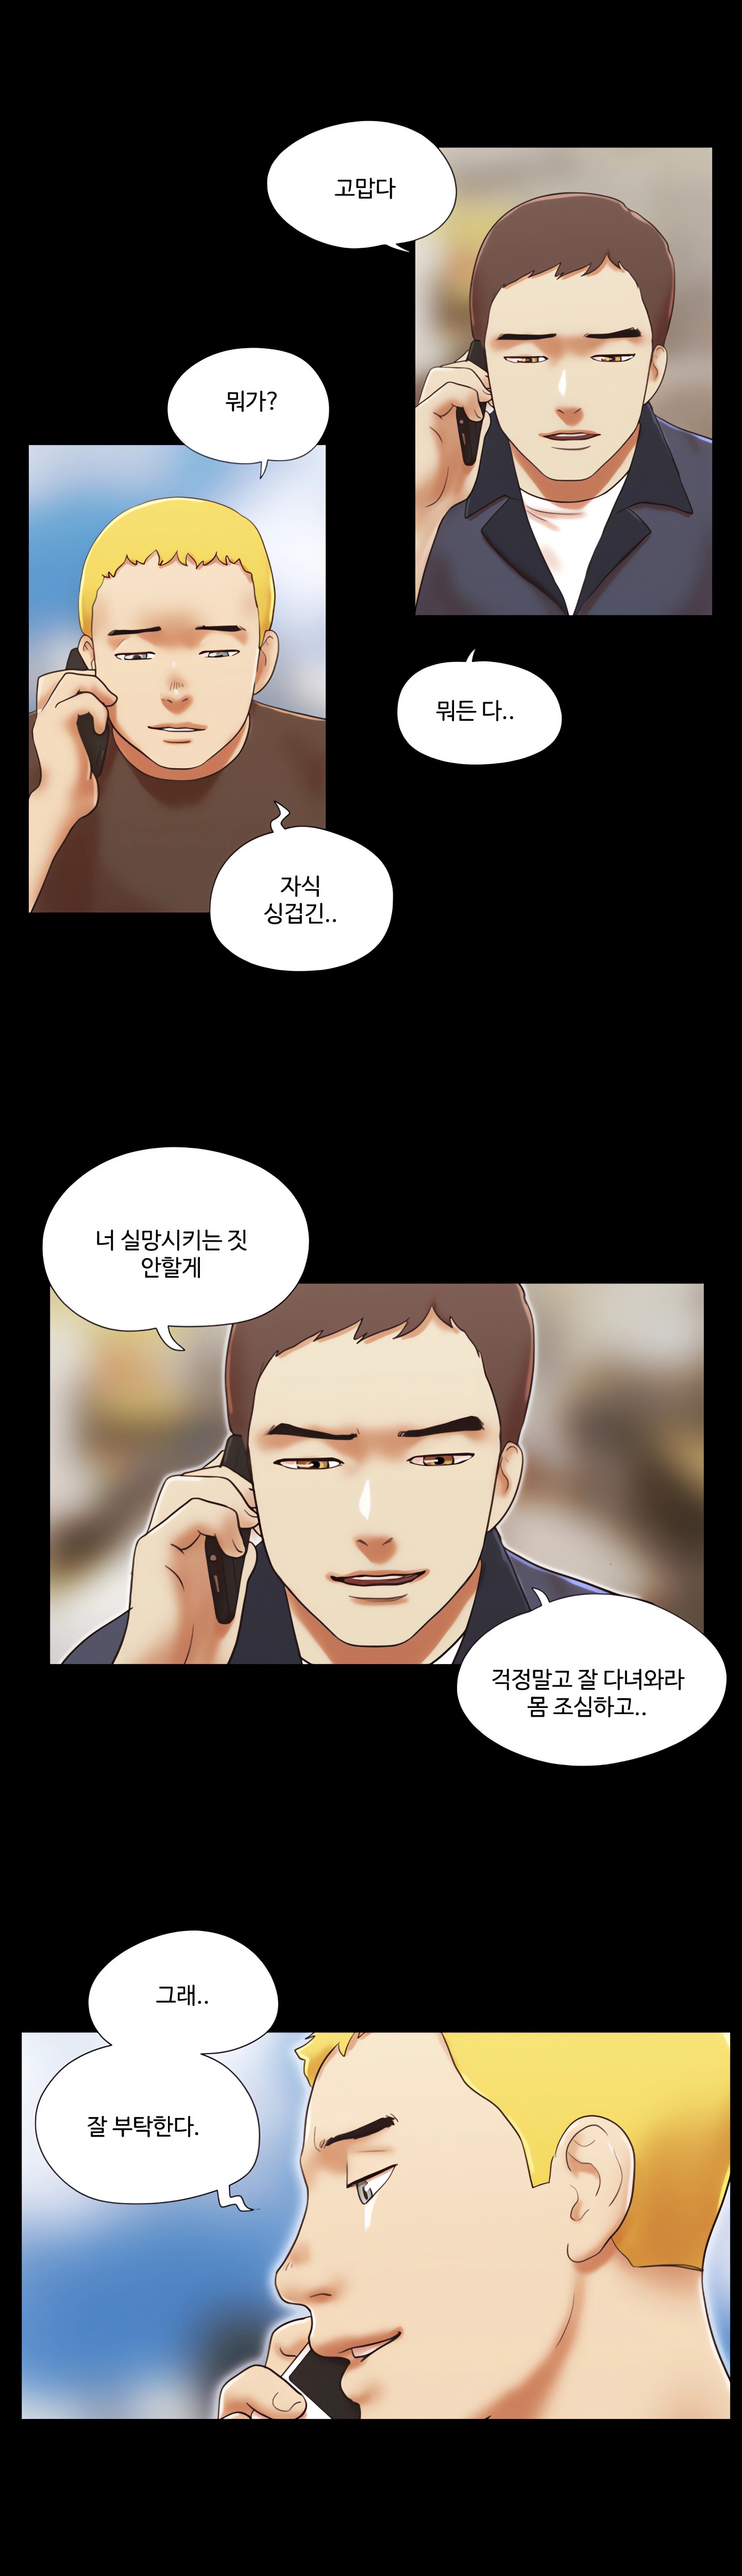 고맙다
뭐가?
뭐든 다..
자식
싱겁긴..
너 실망시키는 짓
안할게
걱정말고 잘 다녀와라
몸 조심하고..
그래..
잘 부탁한다.